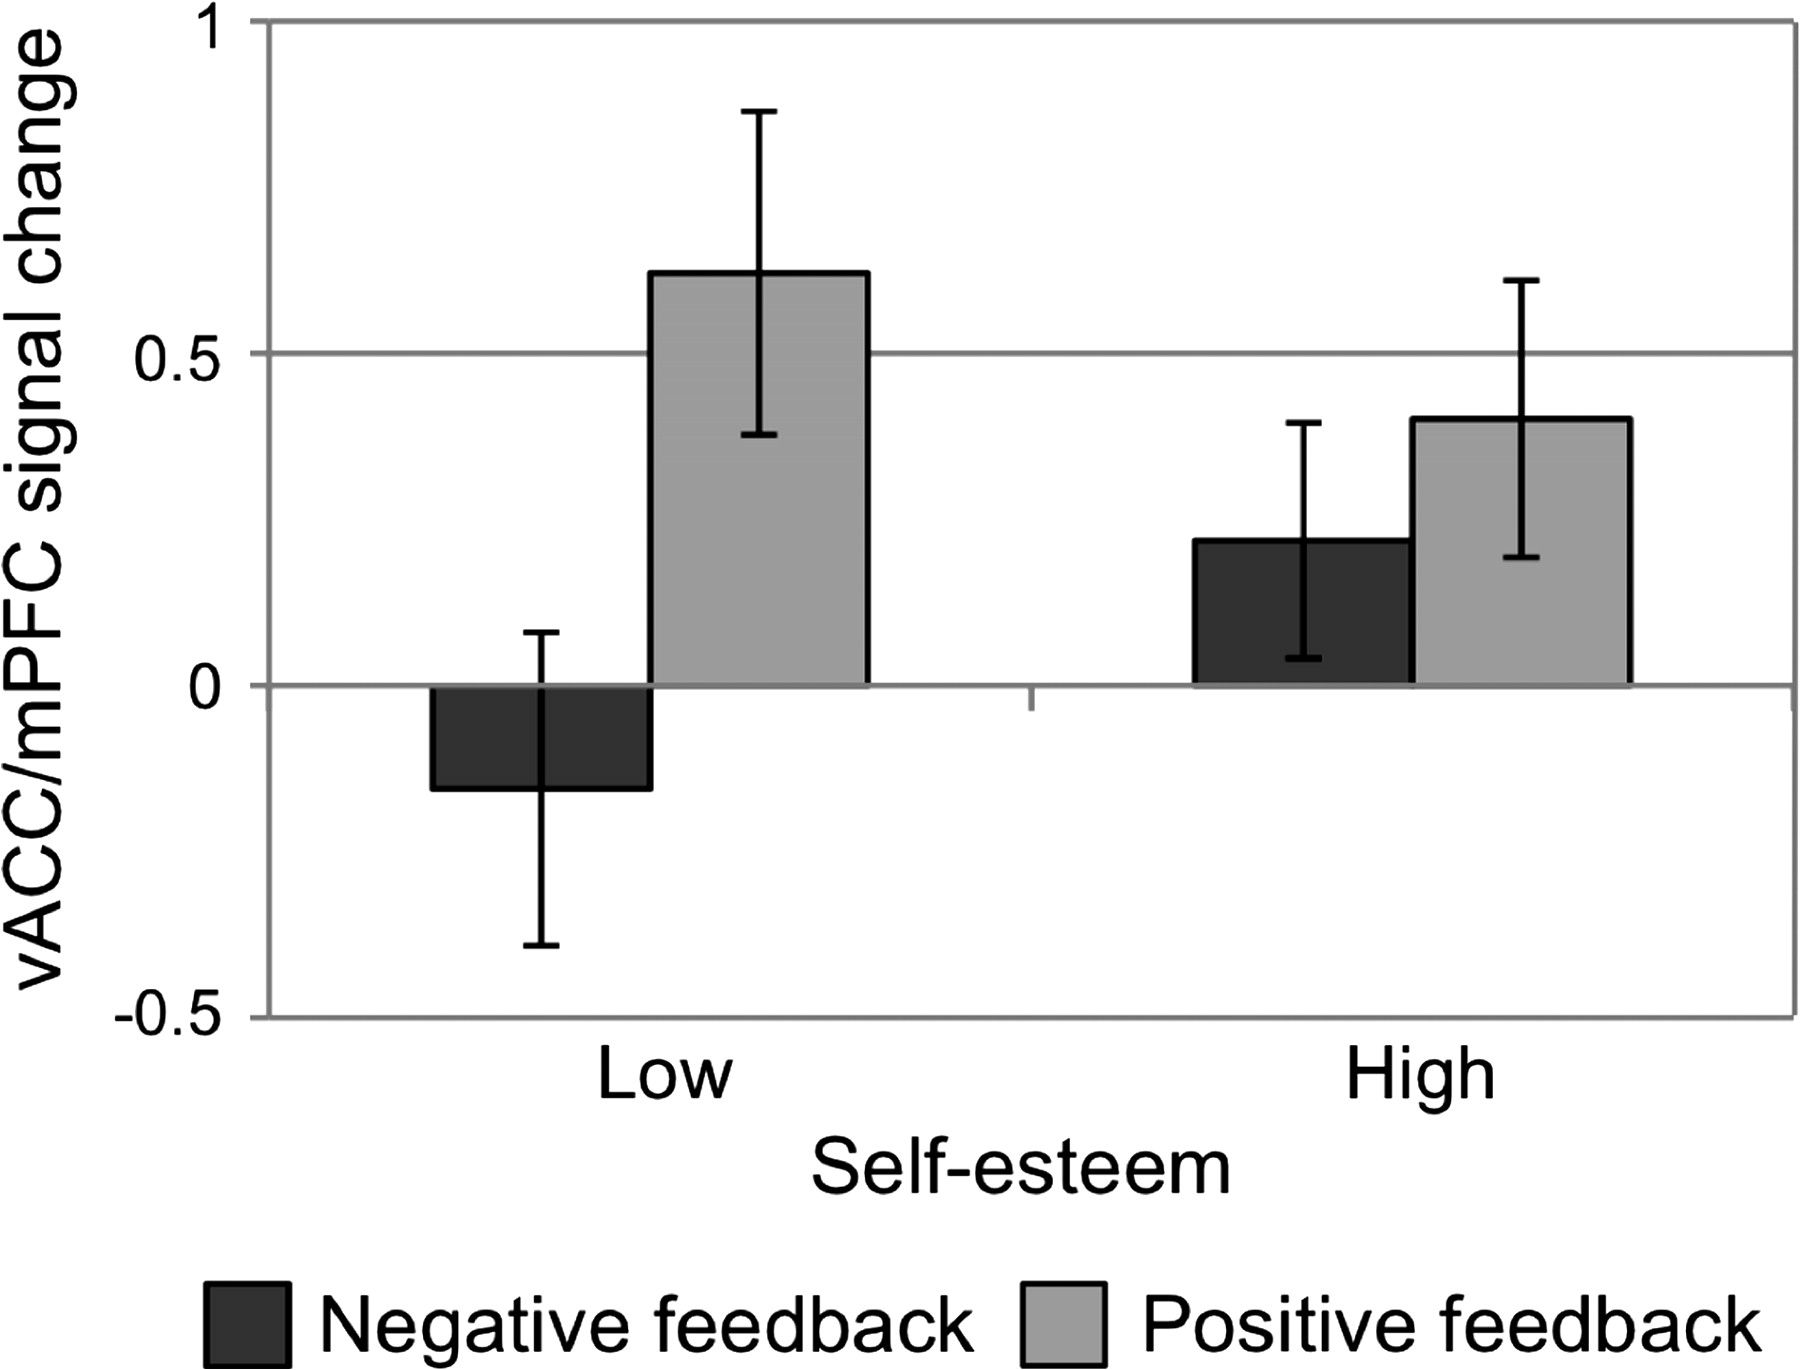 vACC/mPFC signal change
1
0.5
0
-0.5
Low High
Self-esteem
Negative feedback Positive feedback